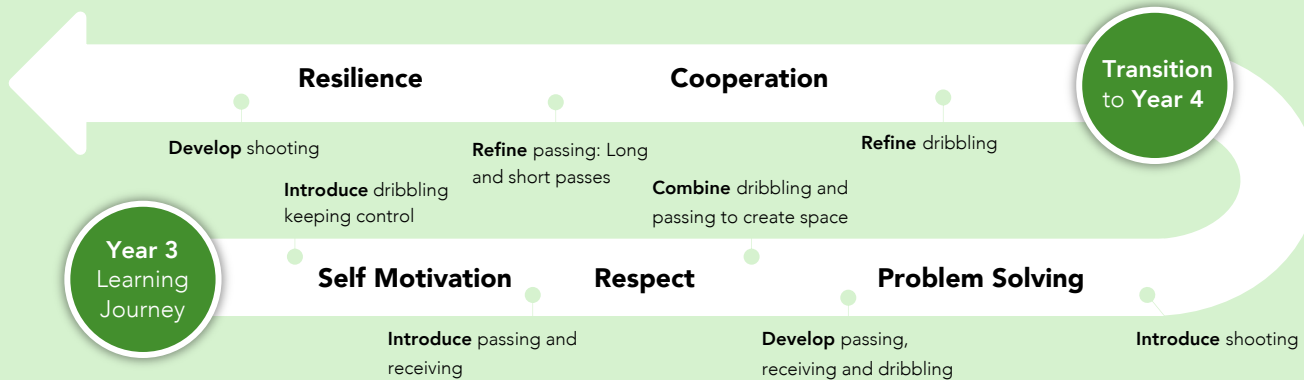 Resilience
Cooperation
Transition
to Year 4
Develop shooting
Refine passing: Long
and short passes
Refine dribbling
Introduce dribbling
keeping control
Combine dribbling and
passing to create space
Year 3
Learning
Journey
Self Motivation
Respect
Problem Solving
Introduce passing and
receiving
Develop passing,
receiving and dribbling
Introduce shooting